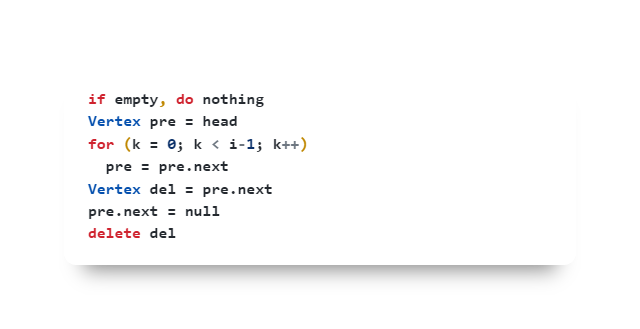 if empty, do nothing
Vertex pre = head
for (k = 0; k < i-1; k++)
  pre = pre.next
Vertex del = pre.next
pre.next = null
delete del